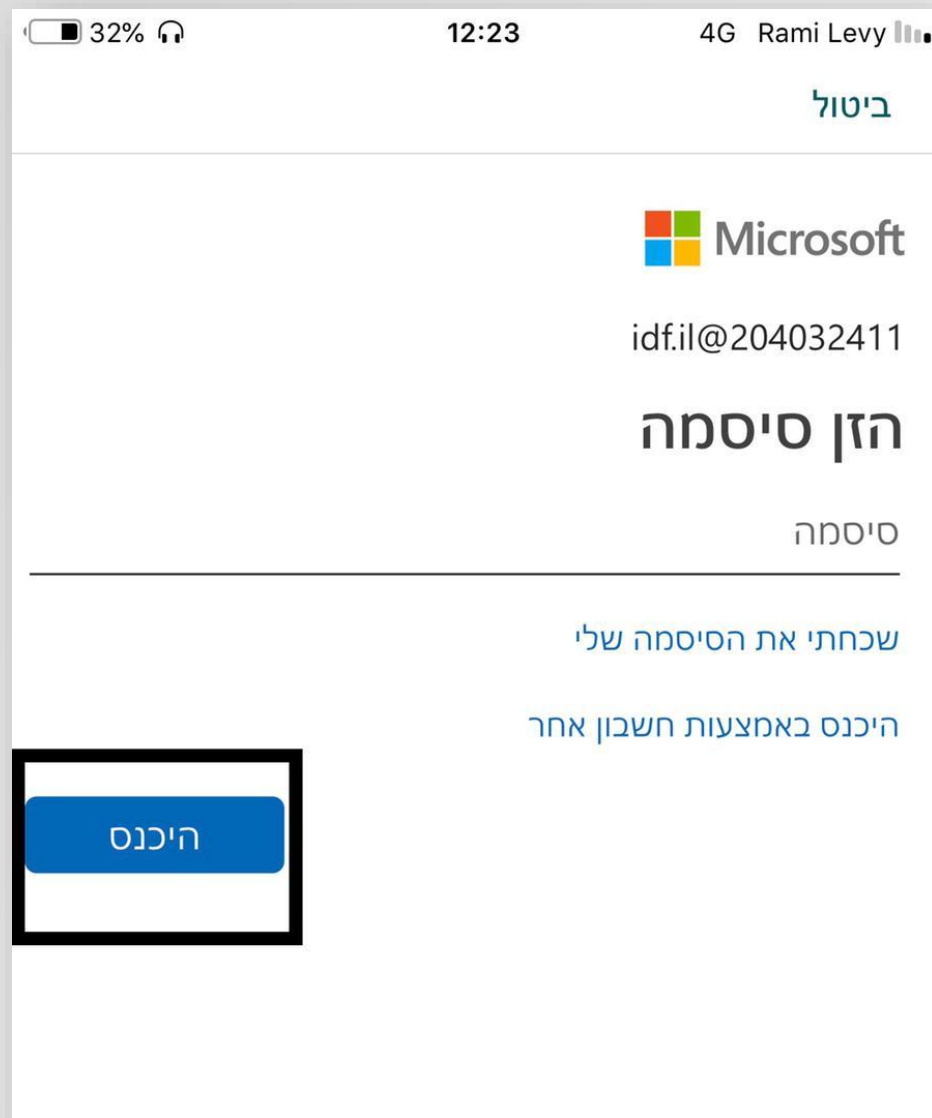 32% 12:23 4G Rami Levy
ביטול
Microsoft
idf.il@204032411
הזן סיסמה
סיסמה
שכחתי את הסיסמה שלי
היכנס באמצעות חשבון אחר
היכנס